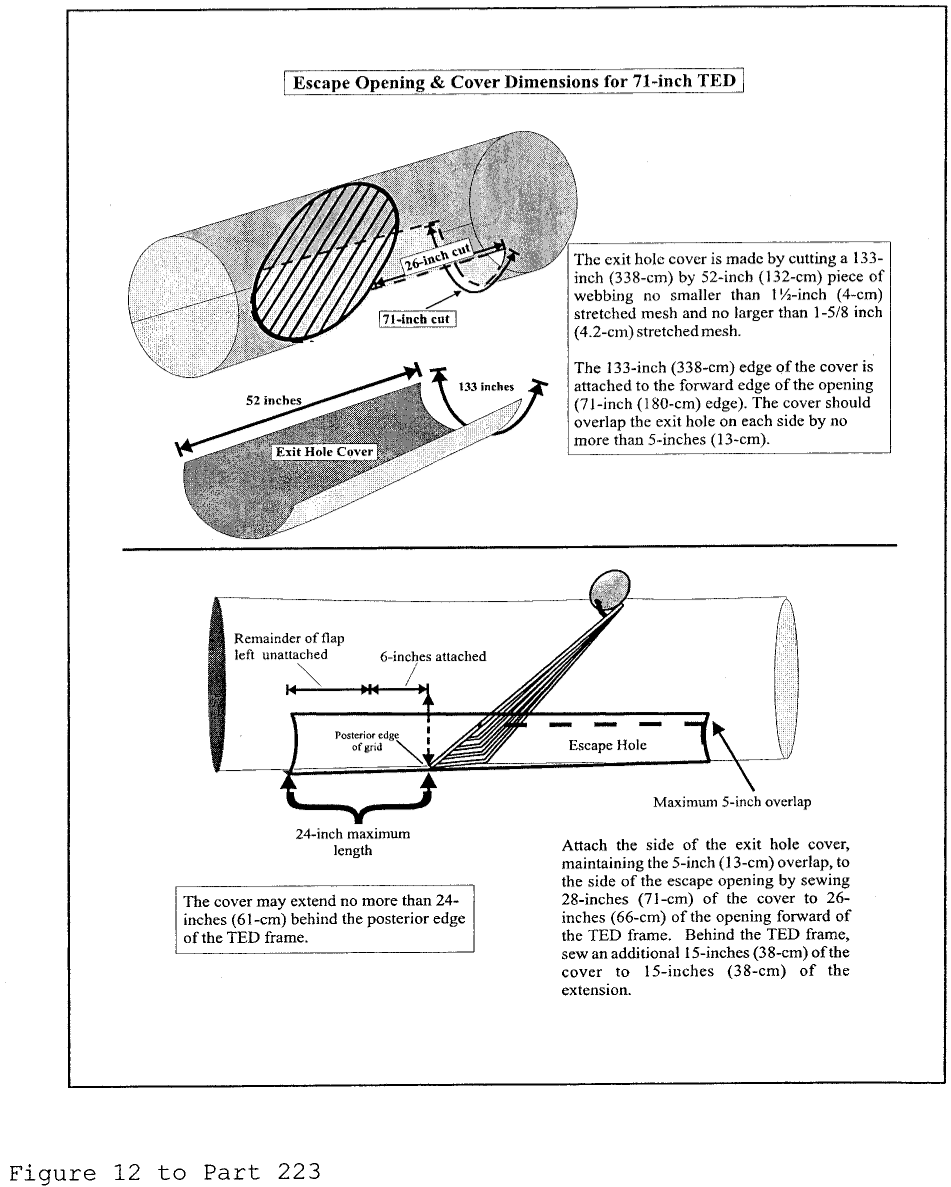 Escape Opening & Cover Dimensions for 71-inch TED
26-inch cut
71-inch cut
The exit hole cover is made by cutting a 133-
inch (338-cm) by 52-inch (132-cm) piece of
webbing no smaller than 1½-inch (4-cm)
stretched mesh and no larger than 1-5/8 inch
(4.2-cm) stretched mesh.
The 133-inch (338-cm) edge of the cover is
attached to the forward edge of the opening
(71-inch (180-cm) edge). The cover should
overlap the exit hole on each side by no
more than 5-inches (13-cm).
52 inches
133 inches
Exit Hole Cover
Remainder of flap
left unattached
6-inches attached
Posterior edge
of grid
Escape Hole
Maximum 5-inch overlap
24-inch maximum
length
The cover may extend no more than 24-
inches (61-cm) behind the posterior edge
of the TED frame.
Attach the side of the exit hole cover,
maintaining the 5-inch (13-cm) overlap, to
the side of the escape opening by sewing
28-inches (71-cm) of the cover to 26-
inches (66-cm) of the opening forward of
the TED frame. Behind the TED frame,
sew an additional 15-inches (38-cm) of the
cover to 15-inches (38-cm) of the
extension.
Figure 12 to Part 223